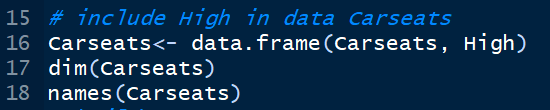 15 # include High in data Carseats
16 Carseats<- data.frame(Carseats, High)
17 dim(Carseats)
18 names(Carseats)